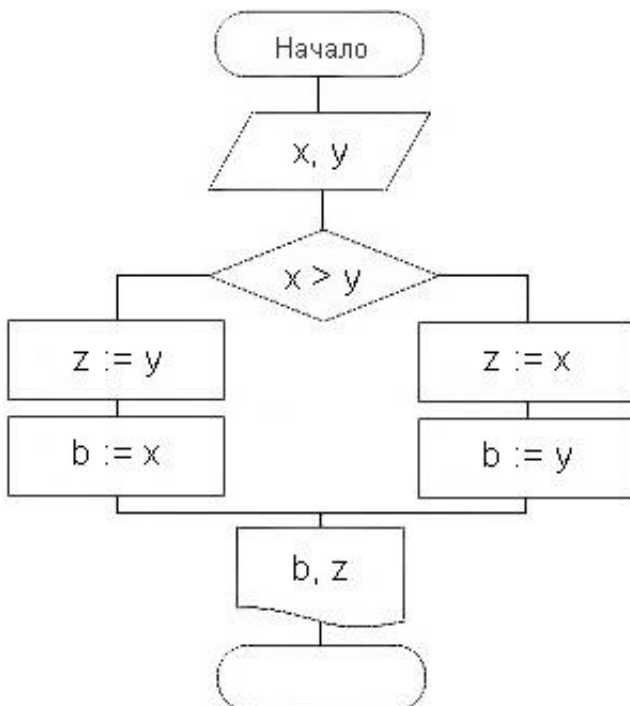 Начало
x, y
x > y
z := y
b := x
z := x
b := y
b, z